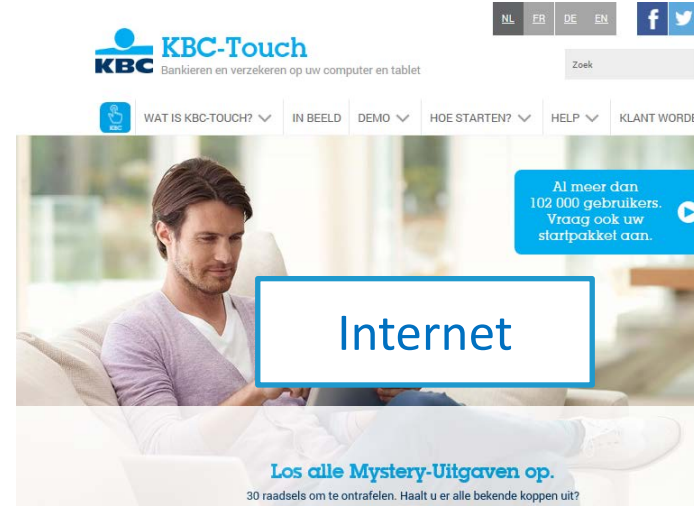 NL FR DE EN
KBC
KBC-Touch
Bankieren en verzekeren op uw computer en tablet
Zoek
KBC
WAT IS KBC-TOUCH?
IN BEELD
DEMO
HOE STARTEN?
HELP
KLANT WORDE
Al meer dan
102 000 gebruikers.
Vraag ook uw
startpakket aan.
Internet
Los alle Mystery-Uitgaven op.
30 raadsels om te ontrafelen. Haalt u er alle bekende koppen uit?